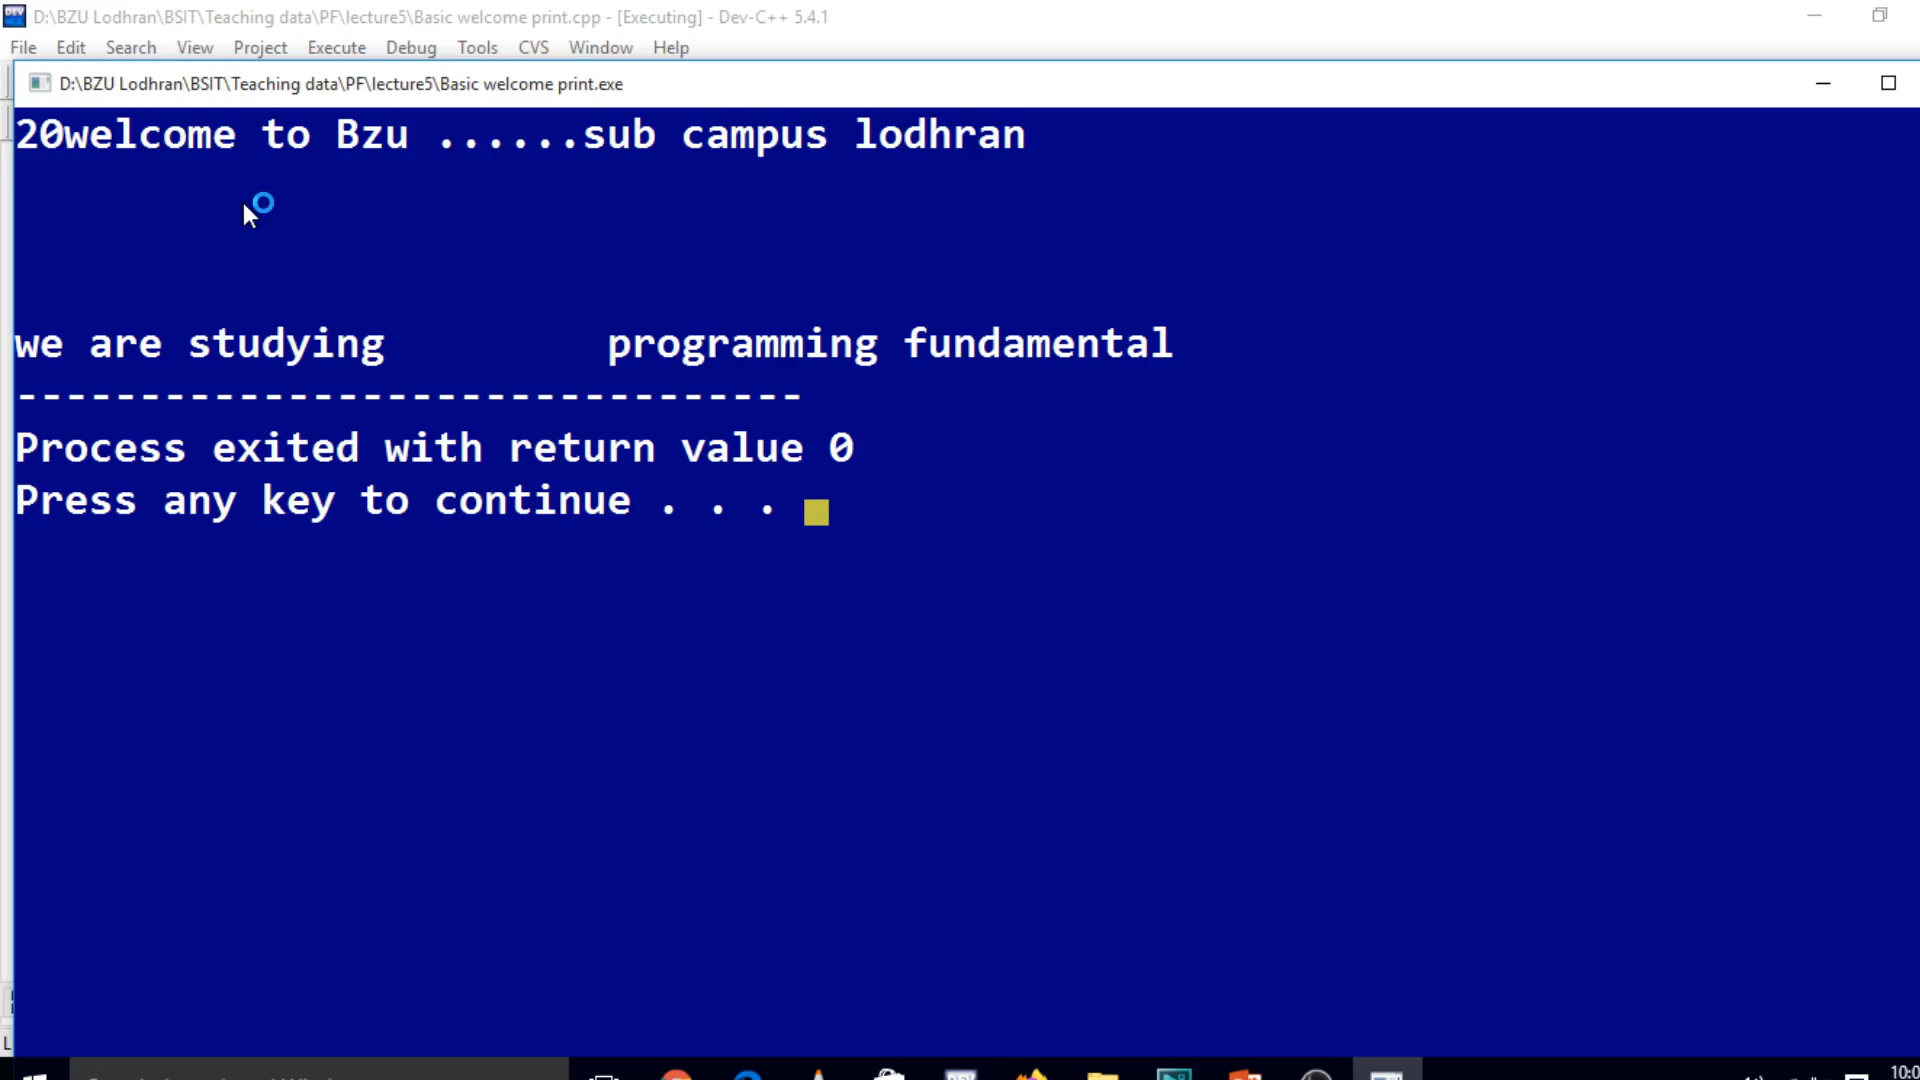 D:\BZU Lodhran\BSIT\Teaching data\PF\lecture5\Basic welcome print.cpp - [Executing] - Dev-C++ 5.4.1
File Edit Search View Project Execute Debug Tools CVS Window Help
D:\BZU Lodhran\BSIT\Teaching data\PF\lecture5\Basic welcome print.exe
20welcome to Bzu ......sub campus lodhran
we are studying         programming fundamental
--------------------------------
Process exited with return value 0
Press any key to continue . . .